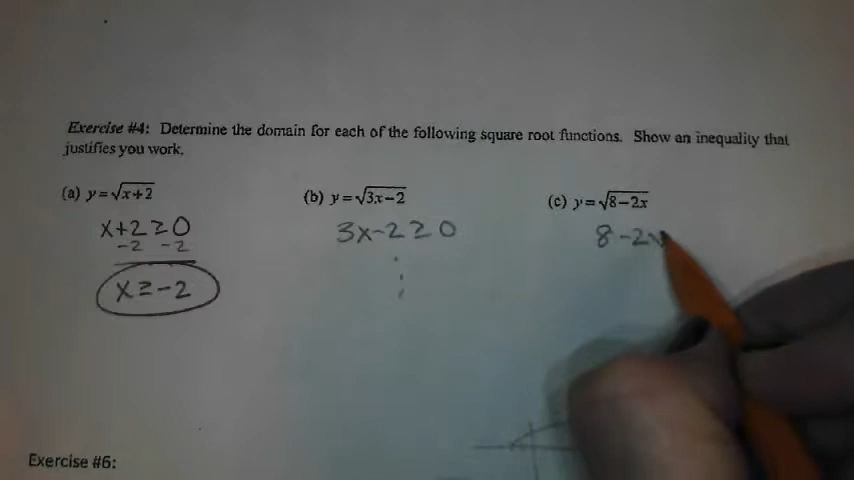 Exercise #4: Determine the domain for each of the following square root functions. Show an inequality that
justifies you work.
(a) y = √x+2
x+2 ≥ 0
-2 -2
x ≥ -2
(b) y = √3x−2
3x-2 ≥ 0
(c) y = √8−2x
8-2x
Exercise #6: